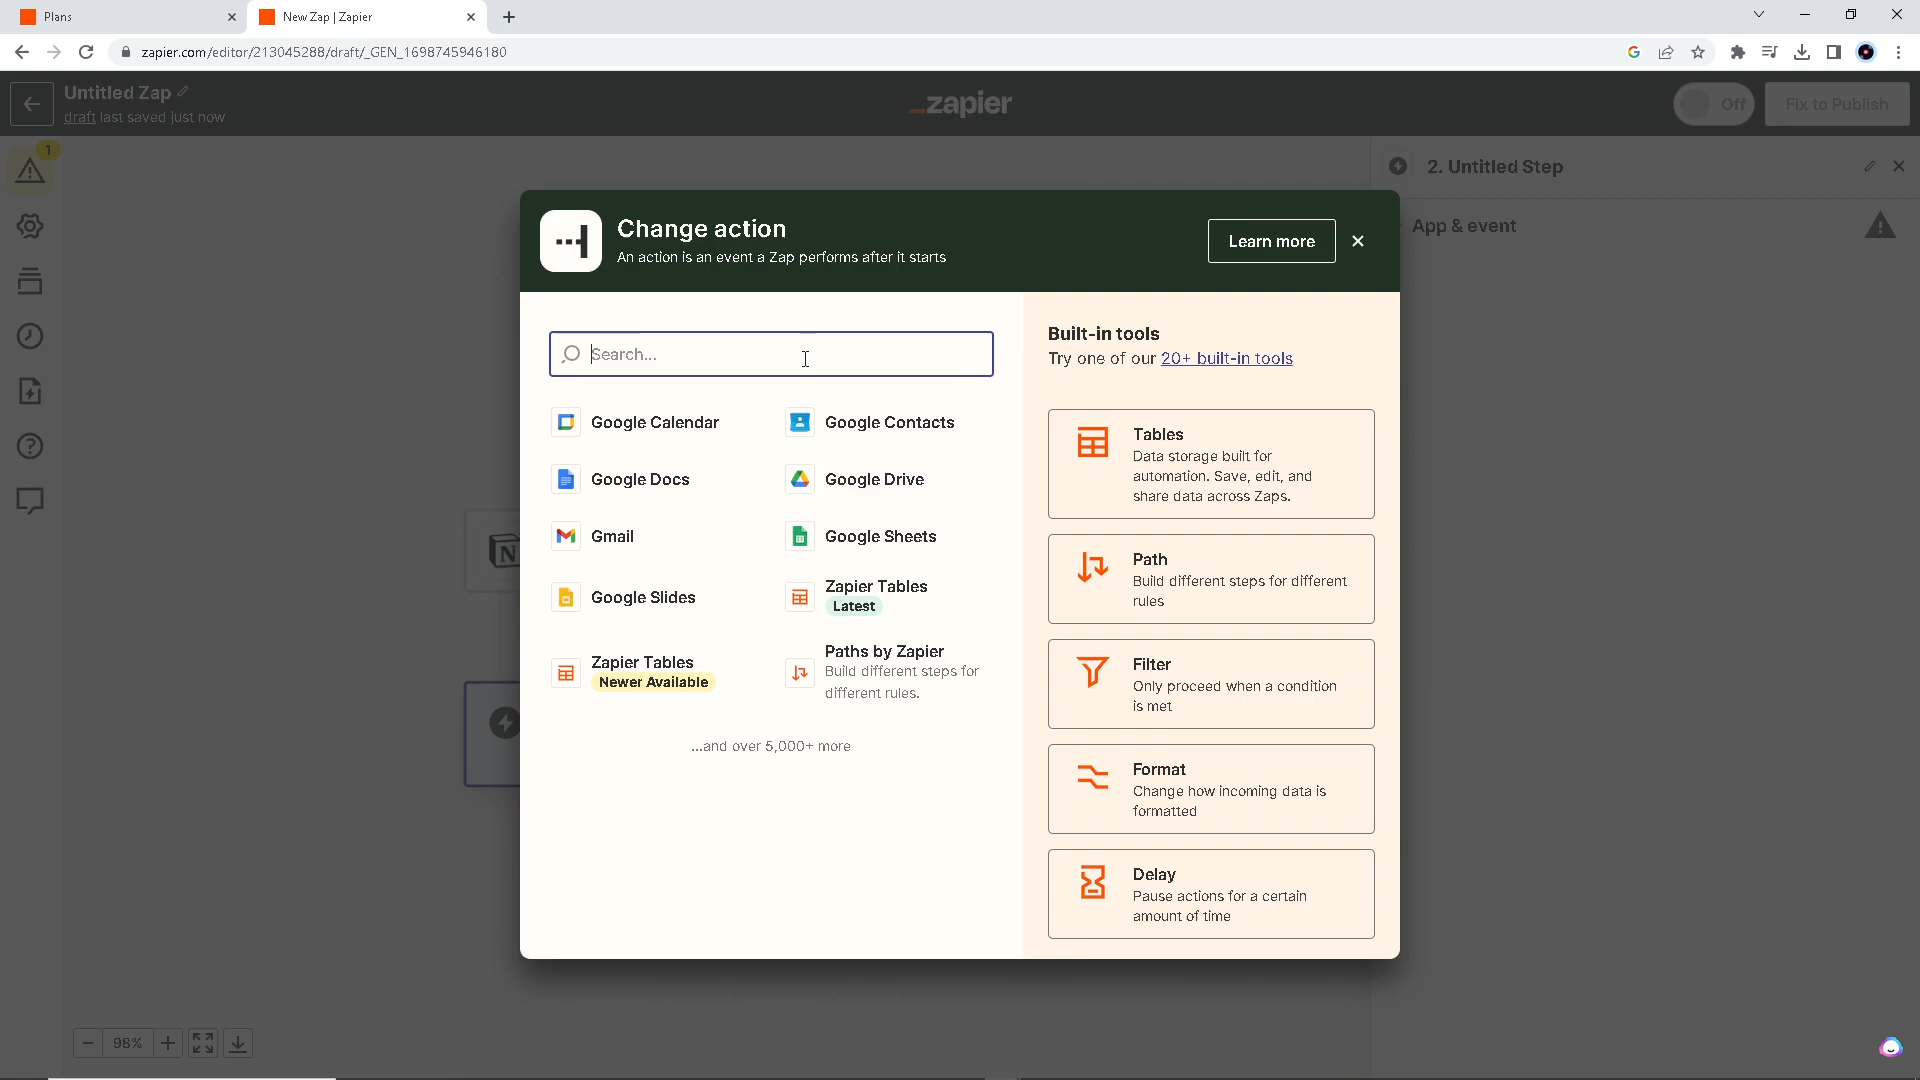 Plans
New Zap | Zapier
zapier.com/editor/213045288/draft/_GEN_1698745946180
Untitled Zap
draft last saved just now
_zapier
Off
Fix to Publish
1
2. Untitled Step
App & event
Change action
An action is an event a Zap performs after it starts
Learn more
Search...
Google Calendar
Google Contacts
Google Docs
Google Drive
Gmail
Google Sheets
Google Slides
Zapier Tables
Latest
Zapier Tables
Newer Available
Paths by Zapier
Build different steps for
different rules.
...and over 5,000+ more
Built-in tools
Try one of our 20+ built-in tools
Tables
Data storage built for
automation. Save, edit, and
share data across Zaps.
Path
Build different steps for different
rules
Filter
Only proceed when a condition
is met
Format
Change how incoming data is
formatted
Delay
Pause actions for a certain
amount of time
98%